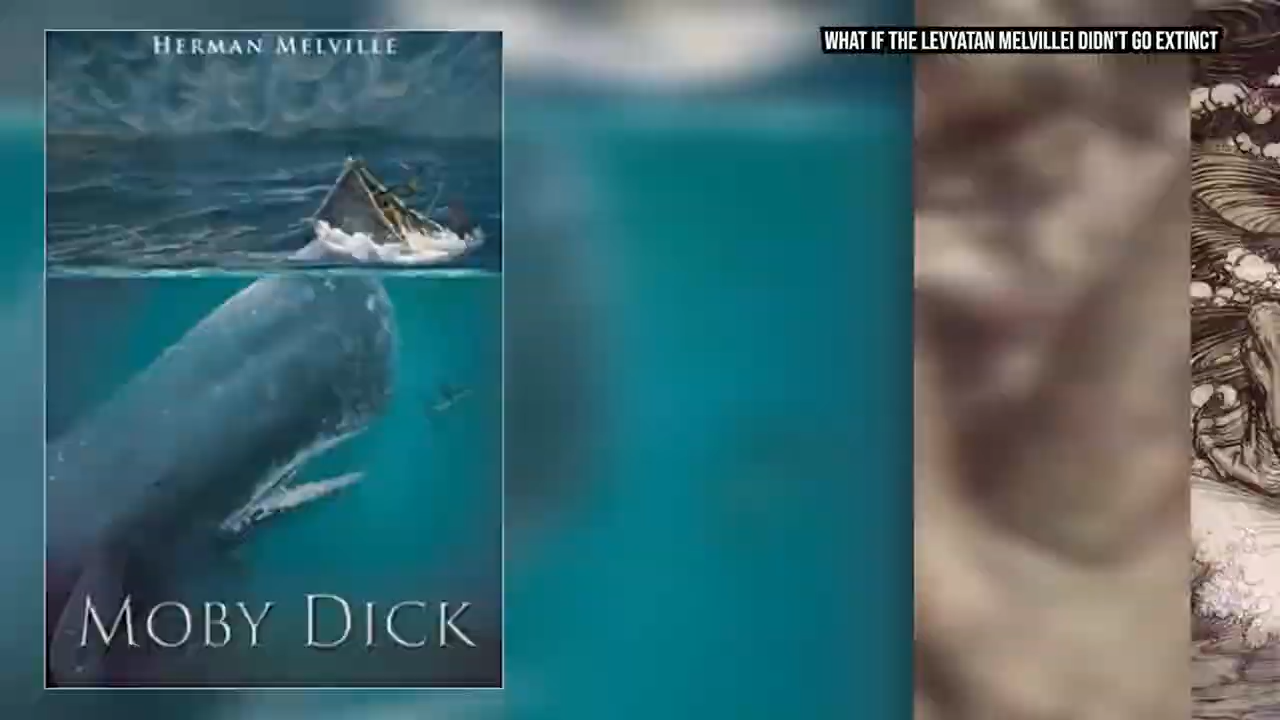 HERMAN MELVILLE
WHAT IF THE LEVYATAN MELVILLEI DIDN'T GO EXTINCT
MOBY DICK